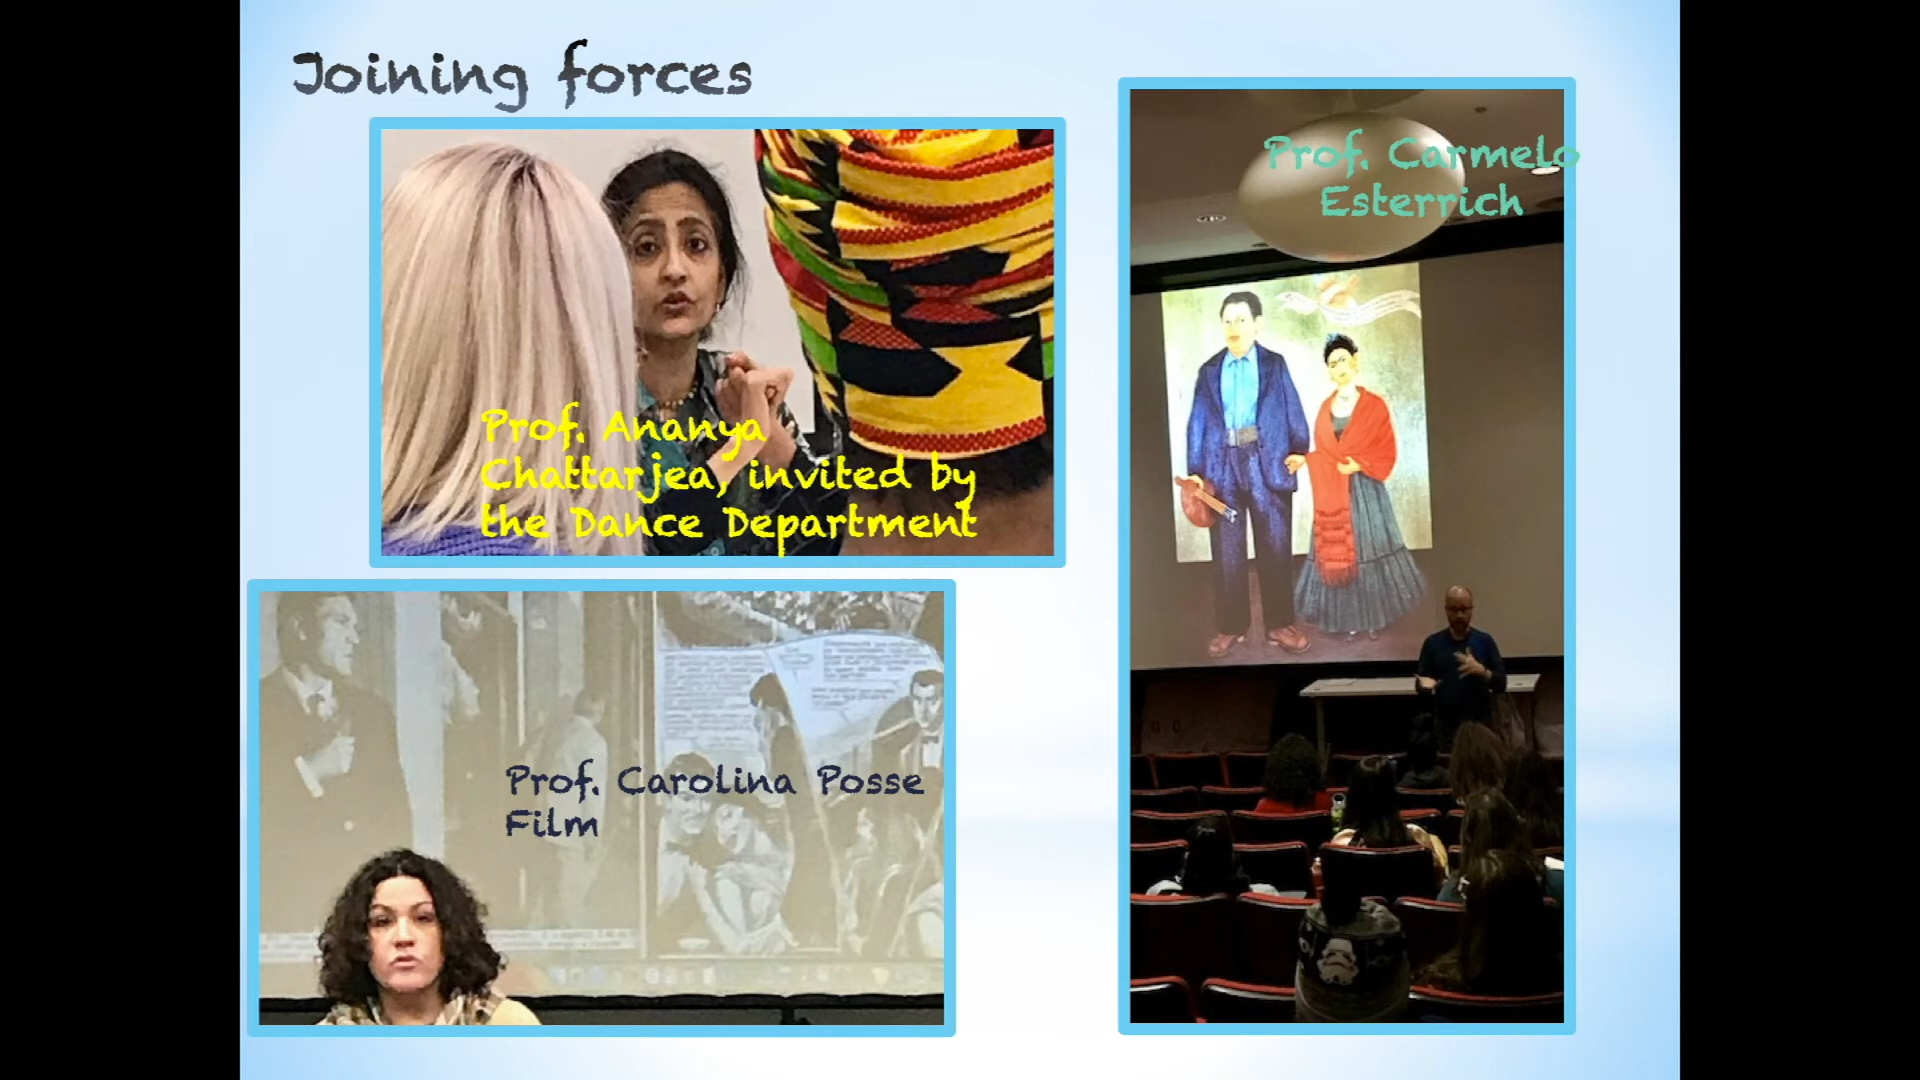 Joining forces
Prof. Ananya
Chattarjea, invited by
the Dance Department
Prof. Carmelo
Esterrich
Prof. Carolina Posse
Film